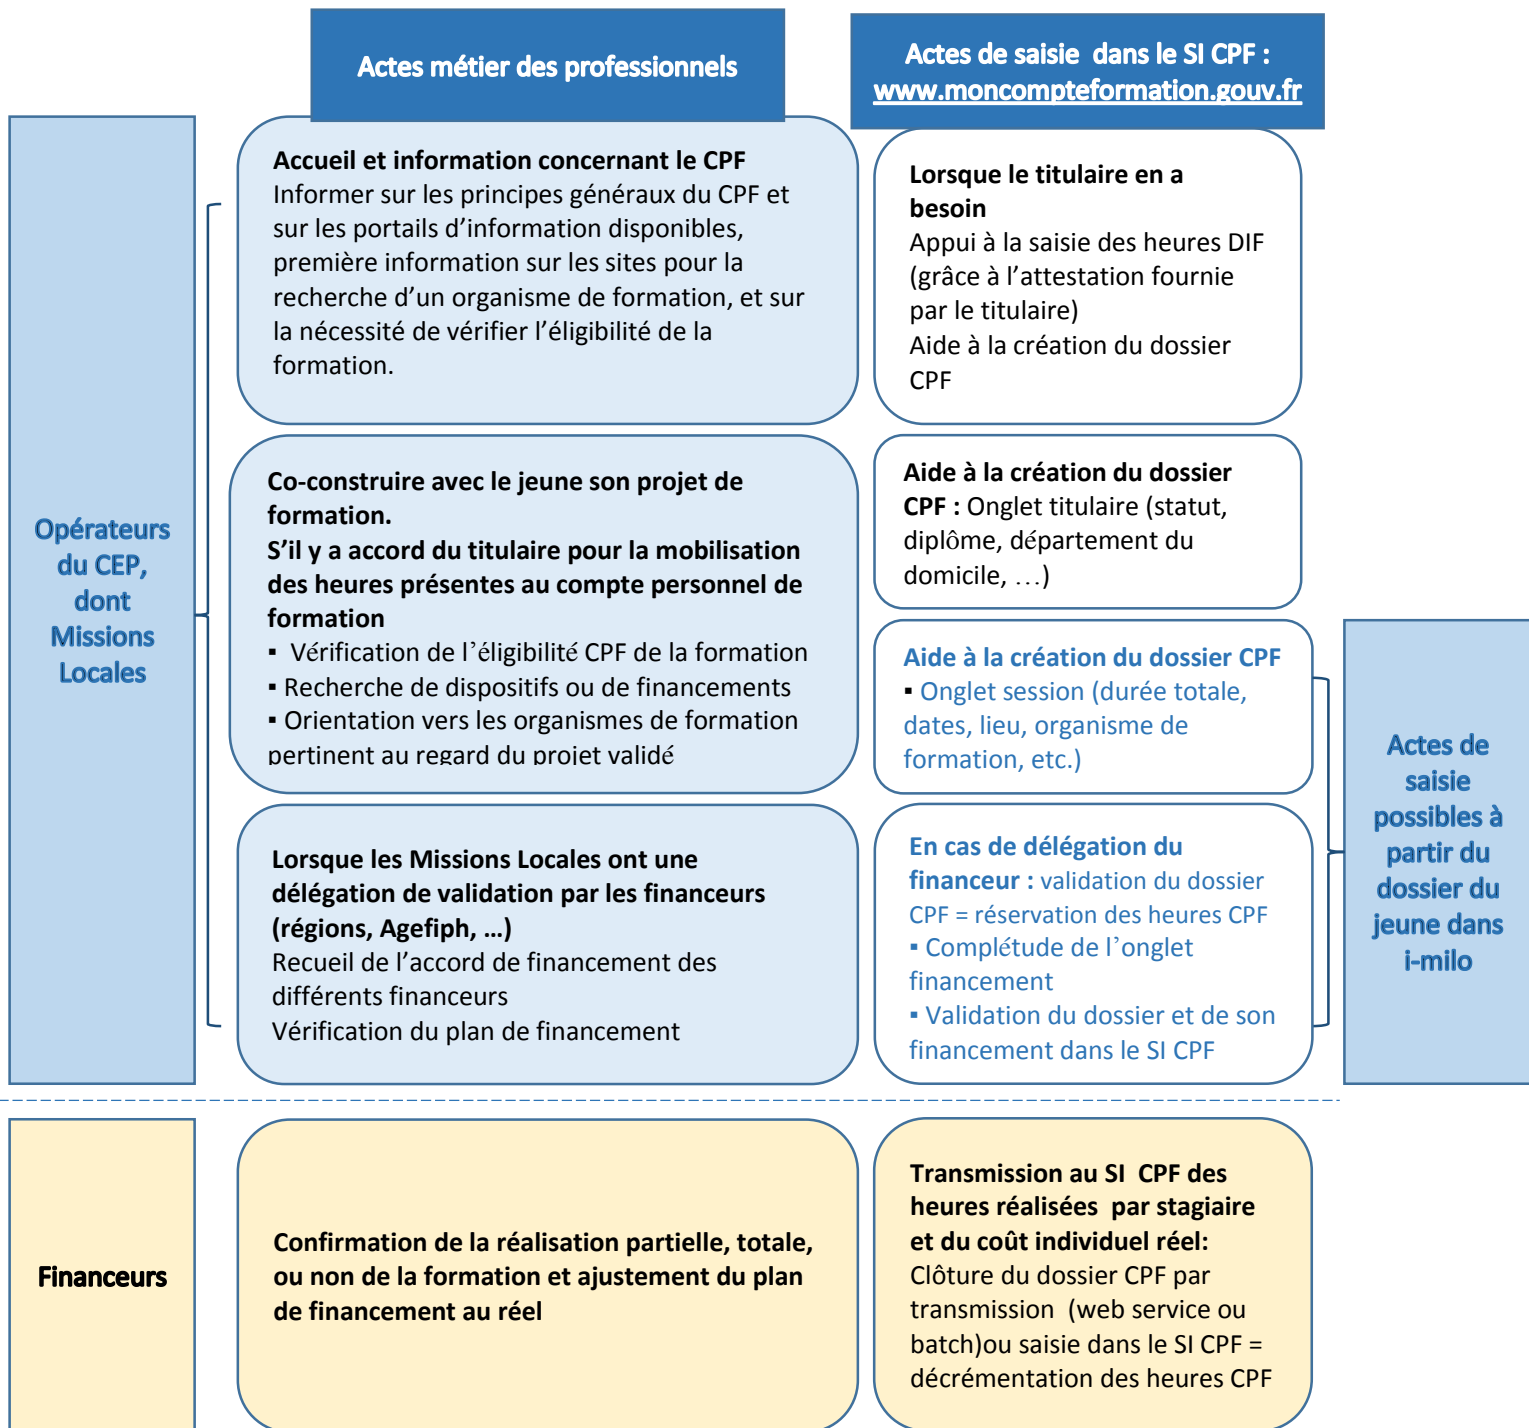 Actes métier des professionnels
Actes de saisie dans le SI CPF :
www.moncompteformation.gouv.fr
Opérateurs
du CEP,
dont
Missions
Locales
Accueil et information concernant le CPF
Informer sur les principes généraux du CPF et
sur les portails d’information disponibles,
première information sur les sites pour la
recherche d’un organisme de formation, et sur
la nécessité de vérifier l’éligibilité de la
formation.
Lorsque le titulaire en a
besoin
Appui à la saisie des heures DIF
(grâce à l’attestation fournie
par le titulaire)
Aide à la création du dossier
CPF
Co-construire avec le jeune son projet de
formation.
S’il y a accord du titulaire pour la mobilisation
des heures présentes au compte personnel de
formation
▪ Vérification de l’éligibilité CPF de la formation
▪ Recherche de dispositifs ou de financements
▪ Orientation vers les organismes de formation
pertinent au regard du projet validé
Aide à la création du dossier
CPF : Onglet titulaire (statut,
diplôme, département du
domicile, …)
Aide à la création du dossier CPF
▪ Onglet session (durée totale,
dates, lieu, organisme de
formation, etc.)
Lorsque les Missions Locales ont une
délégation de validation par les financeurs
(régions, Agefiph, …)
Recueil de l’accord de financement des
différents financeurs
Vérification du plan de financement
En cas de délégation du
financeur : validation du dossier
CPF = réservation des heures CPF
▪ Complétude de l’onglet
financement
▪ Validation du dossier et de son
financement dans le SI CPF
Actes de
saisie
possibles à
partir du
dossier du
jeune dans
i-milo
Financeurs
Confirmation de la réalisation partielle, totale,
ou non de la formation et ajustement du plan
de financement au réel
Transmission au SI CPF des
heures réalisées par stagiaire
et du coût individuel réel:
Clôture du dossier CPF par
transmission (web service ou
batch)ou saisie dans le SI CPF =
décrémentation des heures CPF